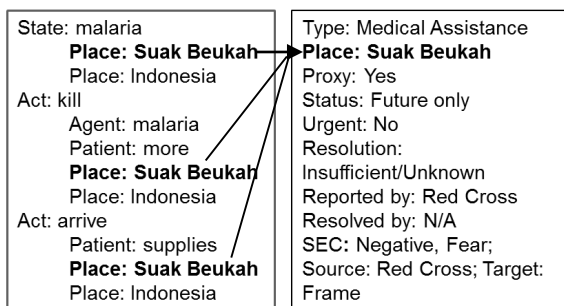 State: malaria
Place: Suak Beukah
Place: Indonesia
Act: kill
Agent: malaria
Patient: more
Place: Suak Beukah
Place: Indonesia
Act: arrive
Patient: supplies
Place: Suak Beukah
Place: Indonesia
Type: Medical Assistance
Place: Suak Beukah
Proxy: Yes
Status: Future only
Urgent: No
Resolution:
Insufficient/Unknown
Reported by: Red Cross
Resolved by: N/A
SEC: Negative, Fear;
Source: Red Cross; Target:
Frame